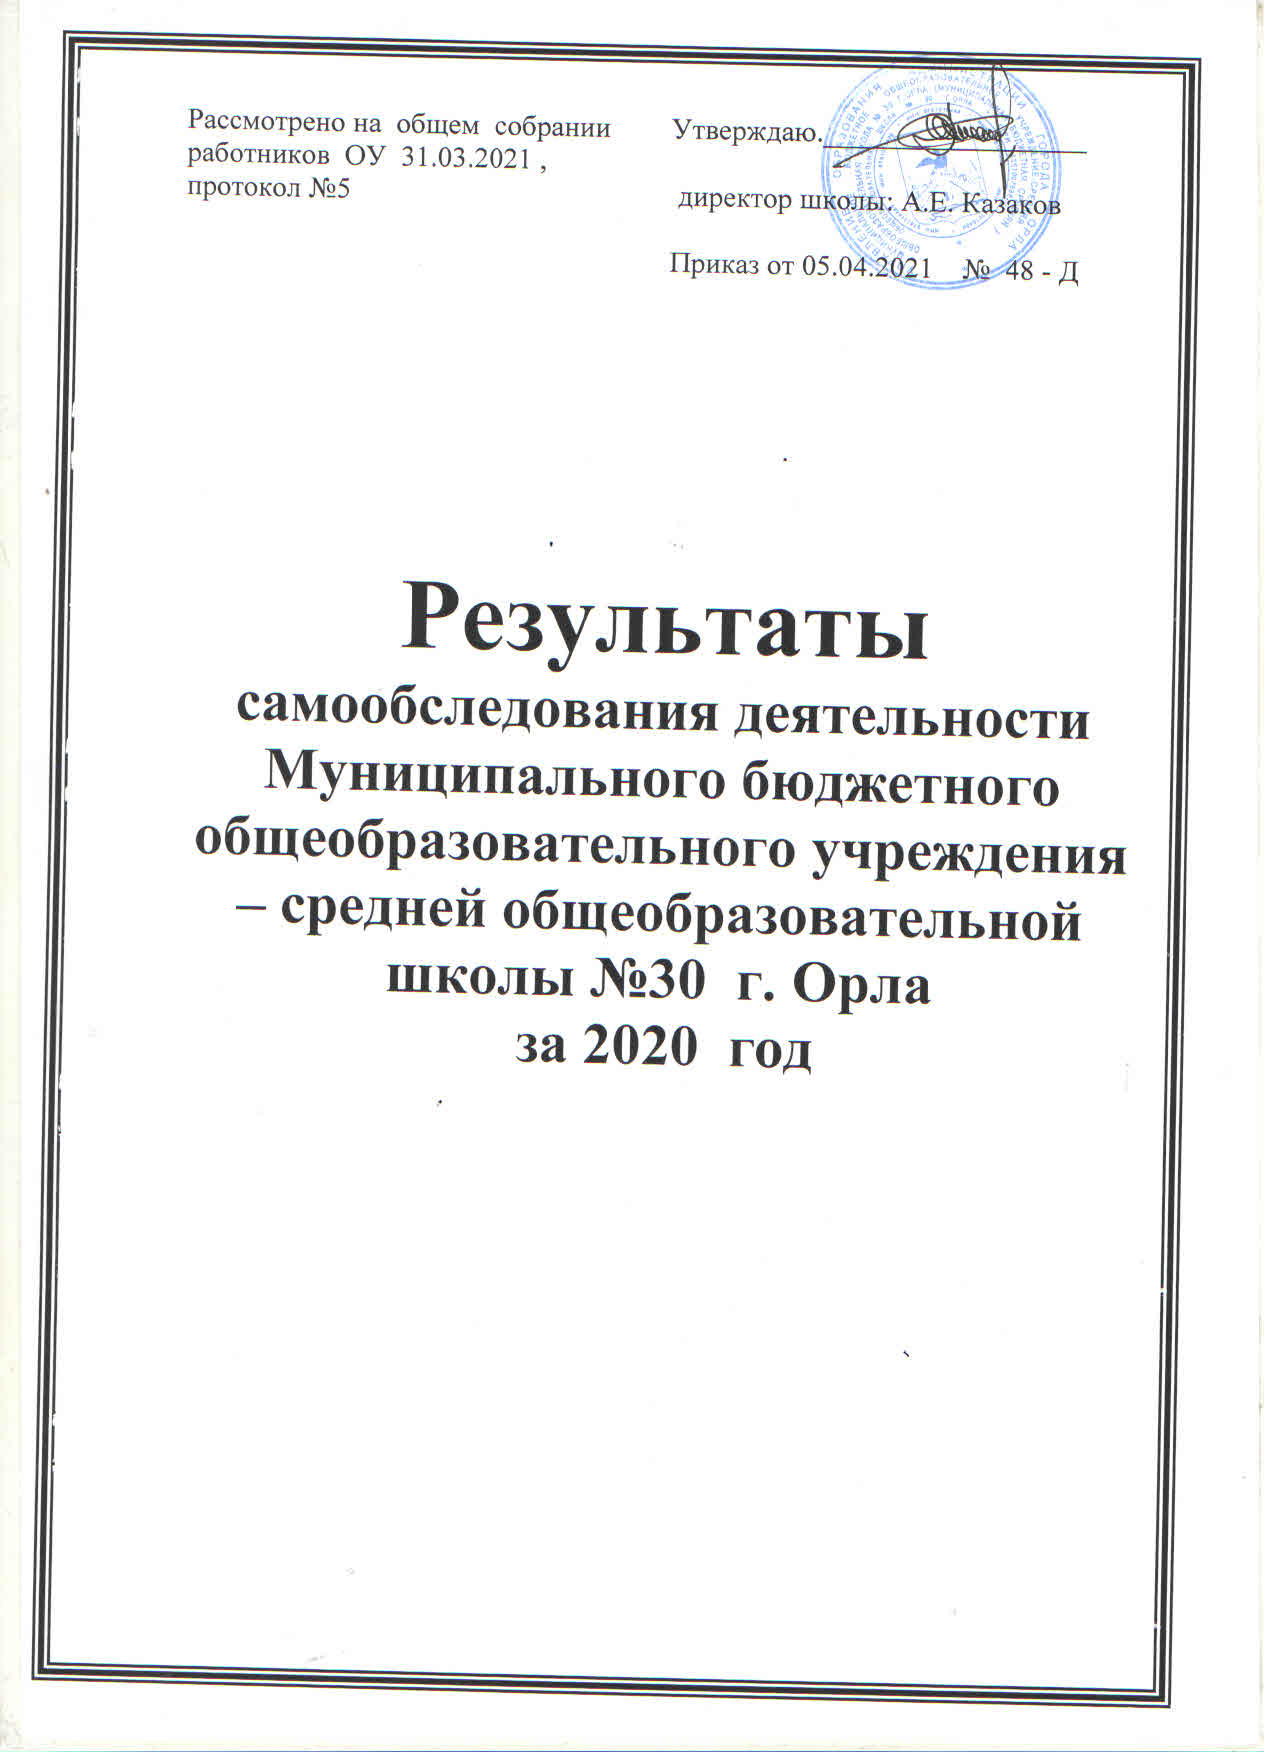 Рассмотрено на общем собрании
работников ОУ 31.03.2021 ,
протокол №5
Утверждаю.
директор школы: А.Е. Казаков
Приказ от 05.04.2021 № 48 - Д
Результаты
самообследования деятельности
Муниципального бюджетного
общеобразовательного учреждения
– средней общеобразовательной
школы №30 г. Орла
за 2020 год